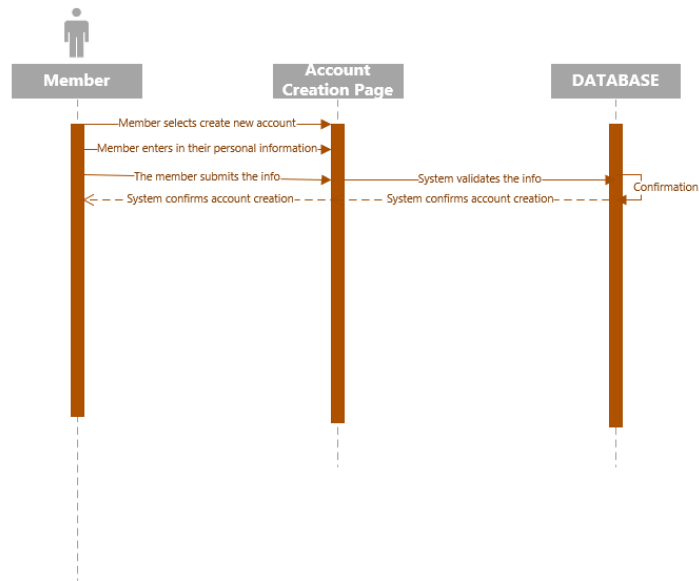 Member
Account
Creation Page
DATABASE
Member selects create new account
Member enters in their personal information
The member submits the info
System validates the info
Confirmation
System confirms account creation
System confirms account creation